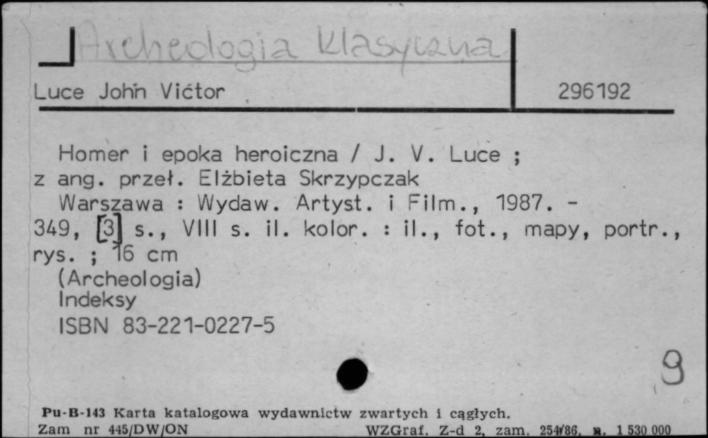 Archeologia klasyczna
Luce John Victor 296192
Homer i epoka heroiczna / J. V. Luce ;
z ang. przeł. Elżbieta Skrzypczak
Warszawa : Wydaw. Artyst. i Film., 1987. -
349, [3] s., VIII s. il. kolor. : il., fot., mapy, portr.,
rys. ; 16 cm
(Archeologia)
Indeksy
ISBN 83-221-0227-5
9
Pu-B-143 Karta katalogowa wydawnictw zwartych i cągłych.
Zam nr 445/DW/ON WZGraf. Z-d 2, zam. 254/86, n. 1 530 000